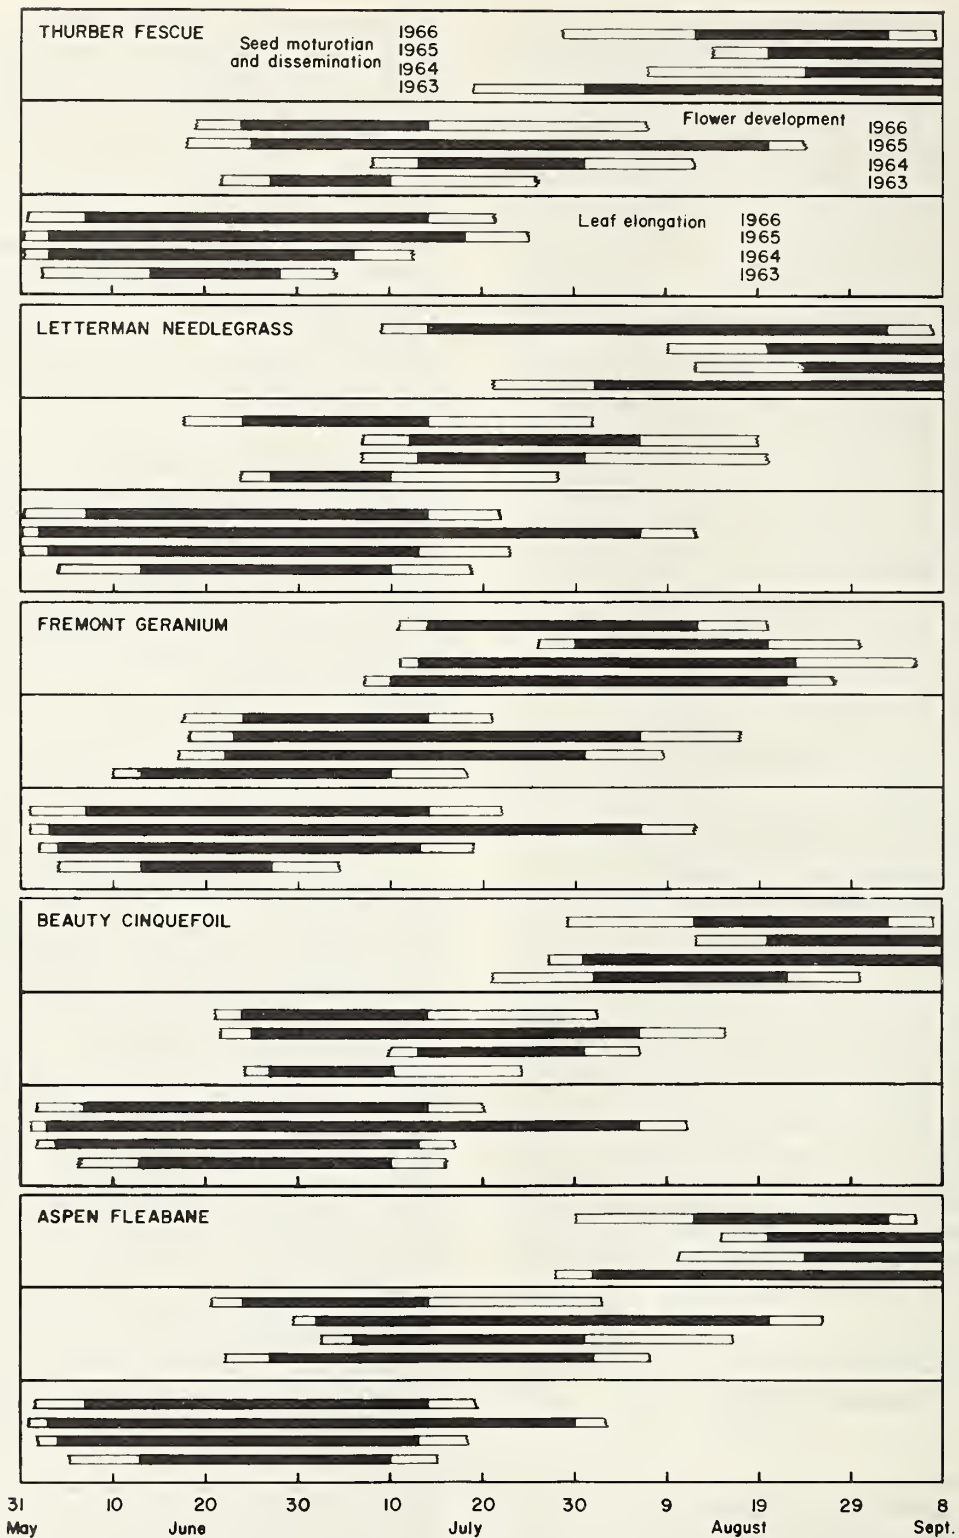 THURBER FESCUE
Seed moturotian
and dissemination
1966
1965
1964
1963
Flower development
1966
1965
1964
1963
Leaf elongation
1966
1965
1964
1963
LETTERMAN NEEDLEGRASS
FREMONT GERANIUM
BEAUTY CINQUEFOIL
ASPEN FLEABANE
31 10 20 30 10 20 30 9 19 29 8
May June July August Sept.